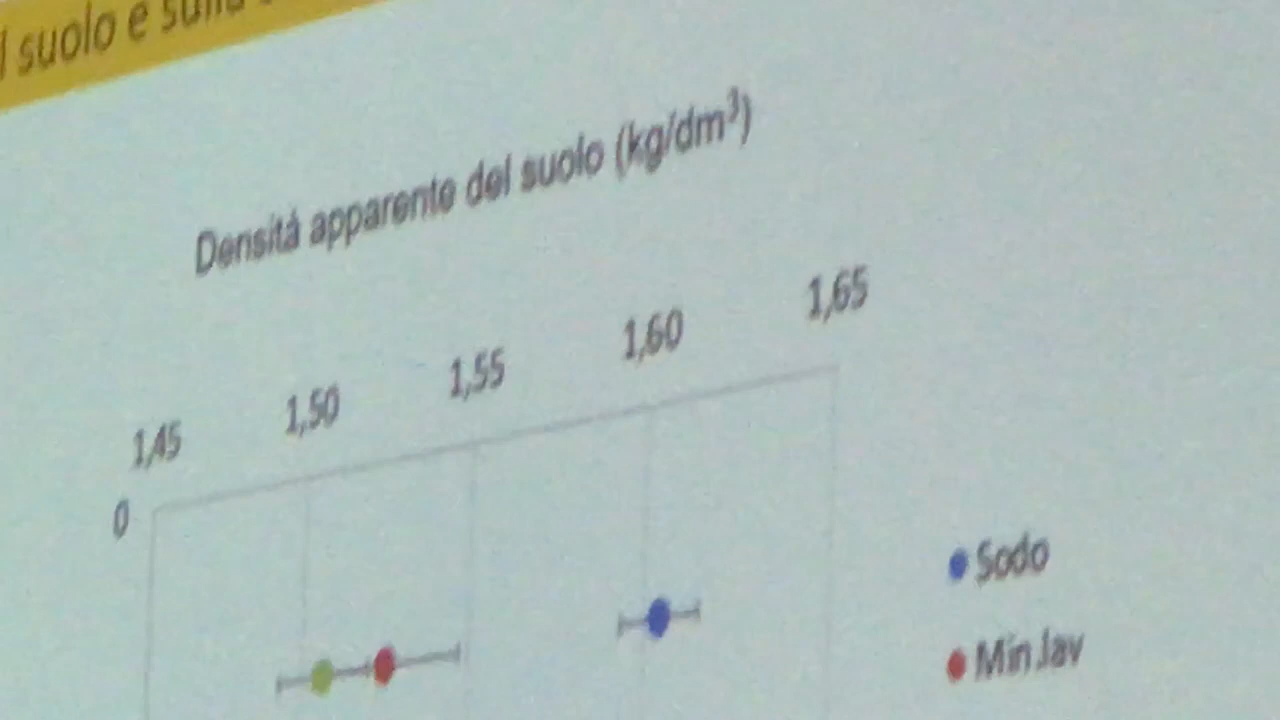 l suolo e sulla
Densità apparente del suolo (kg/dm³)
1,45 1,50 1,55 1,60 1,65
0
Sodo
Min.lav